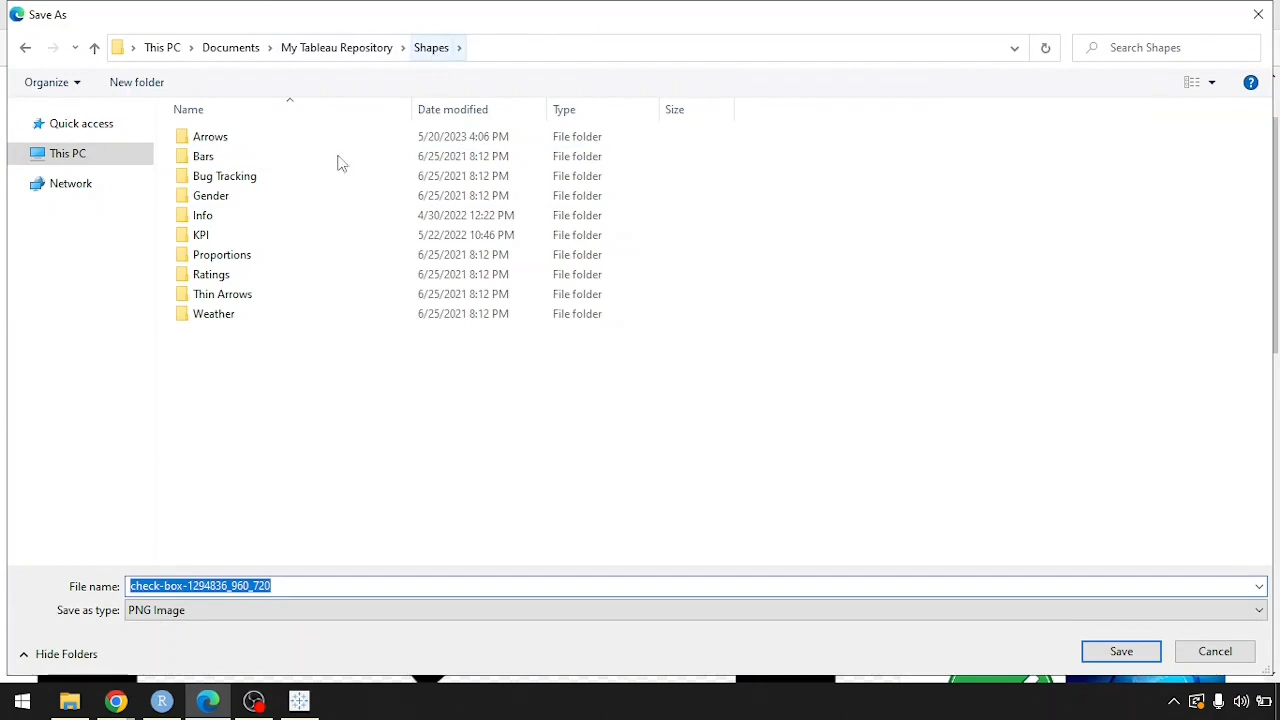 Save As
This PC Documents My Tableau Repository Shapes
Search Shapes
Organize
New folder
Name Date modified Type Size
Quick access
This PC
Network
Arrows 5/20/2023 4:06 PM File folder
Bars 6/25/2021 8:12 PM File folder
Bug Tracking 6/25/2021 8:12 PM File folder
Gender 6/25/2021 8:12 PM File folder
Info 4/30/2022 12:22 PM File folder
KPI 5/22/2022 10:46 PM File folder
Proportions 6/25/2021 8:12 PM File folder
Ratings 6/25/2021 8:12 PM File folder
Thin Arrows 6/25/2021 8:12 PM File folder
Weather 6/25/2021 8:12 PM File folder
File name: check-box-1294836_960_720
Save as type: PNG Image
Hide Folders
Save
Cancel